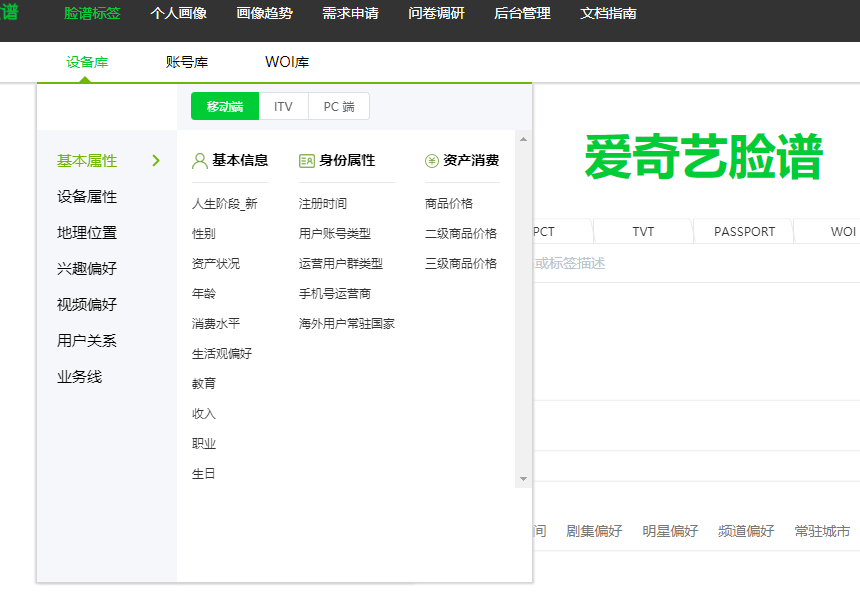 谱 脸谱标签 个人画像 画像趋势 需求申请 问卷调研 后台管理 文档指南
设备库 账号库 WOI库
移动端 ITV PC 端
基本属性
设备属性
地理位置
兴趣偏好
视频偏好
用户关系
业务线
基本信息
人生阶段_新
性别
资产状况
年龄
消费水平
生活观偏好
教育
收入
职业
生日
身份属性
注册时间
用户账号类型
运营用户群类型
手机号运营商
海外用户常驻国家
资产消费
商品价格
二级商品价格
三级商品价格
爱奇艺脸谱
PCT TVT PASSPORT WOI
或标签描述
间 剧集偏好 明星偏好 频道偏好 常驻城市